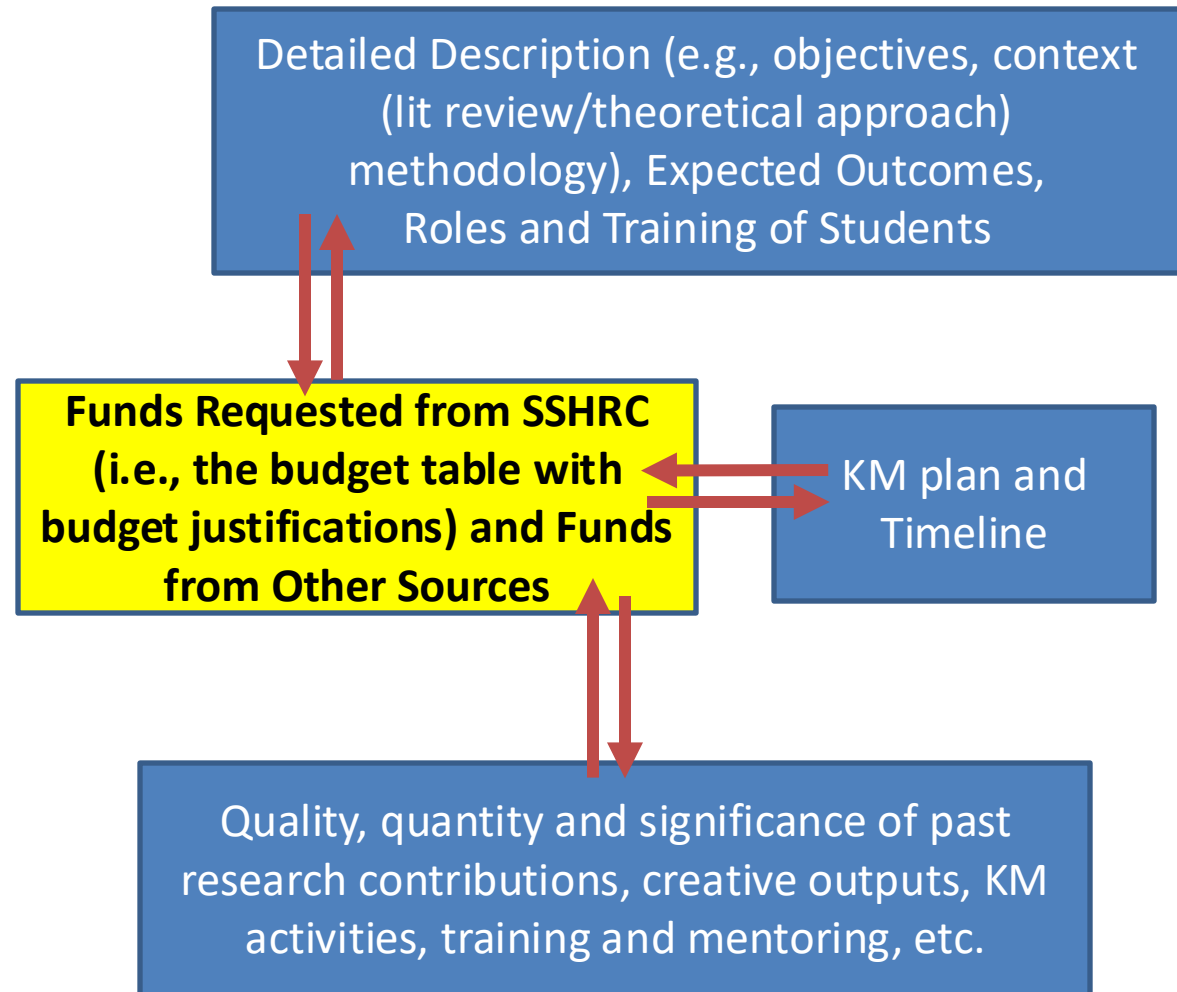 Detailed Description (e.g., objectives, context
(lit review/theoretical approach)
methodology), Expected Outcomes,
Roles and Training of Students
Funds Requested from SSHRC
(i.e., the budget table with
budget justifications) and Funds
from Other Sources
KM plan and
Timeline
Quality, quantity and significance of past
research contributions, creative outputs, KM
activities, training and mentoring, etc.